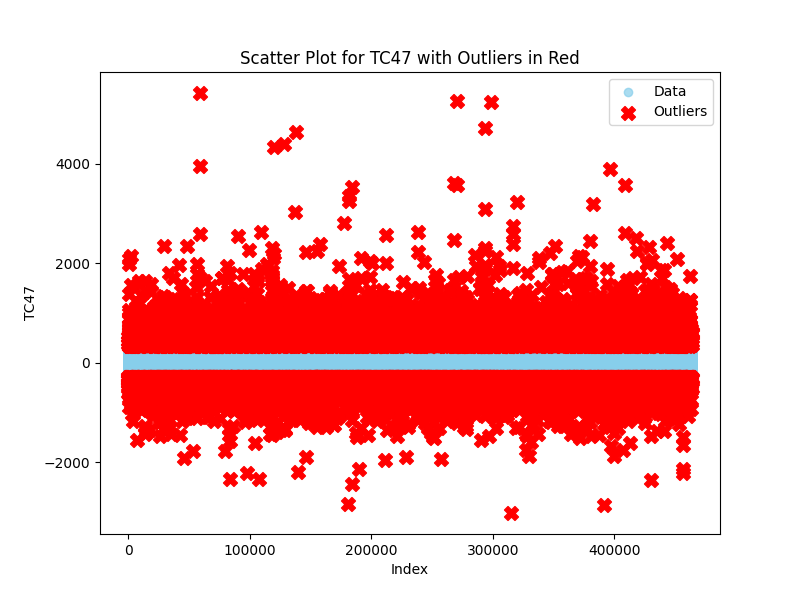 Scatter Plot for TC47 with Outliers in Red
Data
Outliers
4000
2000
0
−2000
TC47
0
100000
200000
300000
400000
Index